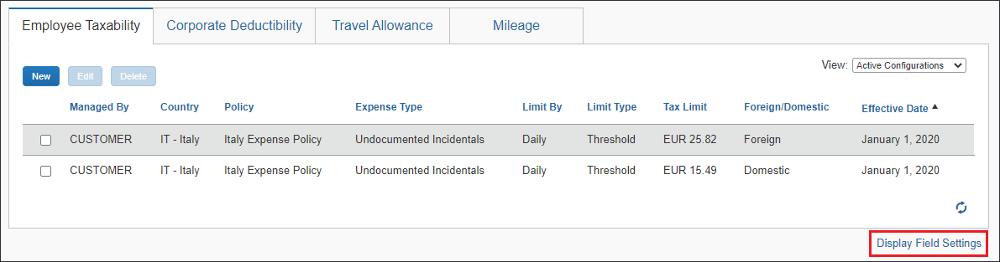 Employee Taxability Corporate Deductibility Travel Allowance Mileage
View: Active Configurations
New Edit Delete
Managed By Country Policy Expense Type Limit By Limit Type Tax Limit Foreign/Domestic Effective Date
CUSTOMER IT - Italy Italy Expense Policy Undocumented Incidentals Daily Threshold EUR 25.82 Foreign January 1, 2020
CUSTOMER IT - Italy Italy Expense Policy Undocumented Incidentals Daily Threshold EUR 15.49 Domestic January 1, 2020
Display Field Settings